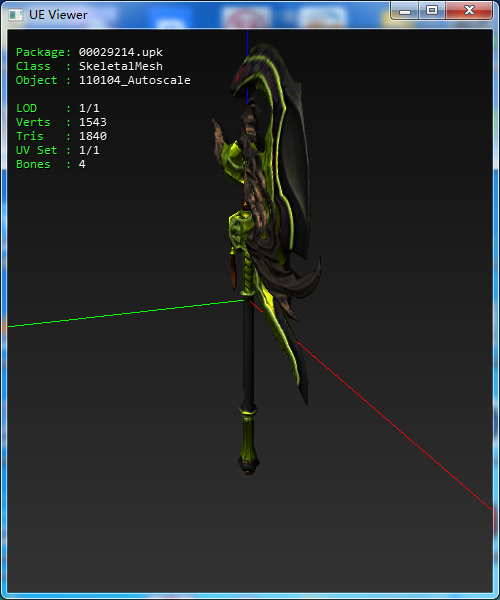 UE Viewer
Package: 00029214.upk
Class : SkeletalMesh
Object : 110104_Autoscale
LOD : 1/1
Verts : 1543
Tris : 1840
UV Set : 1/1
Bones : 4